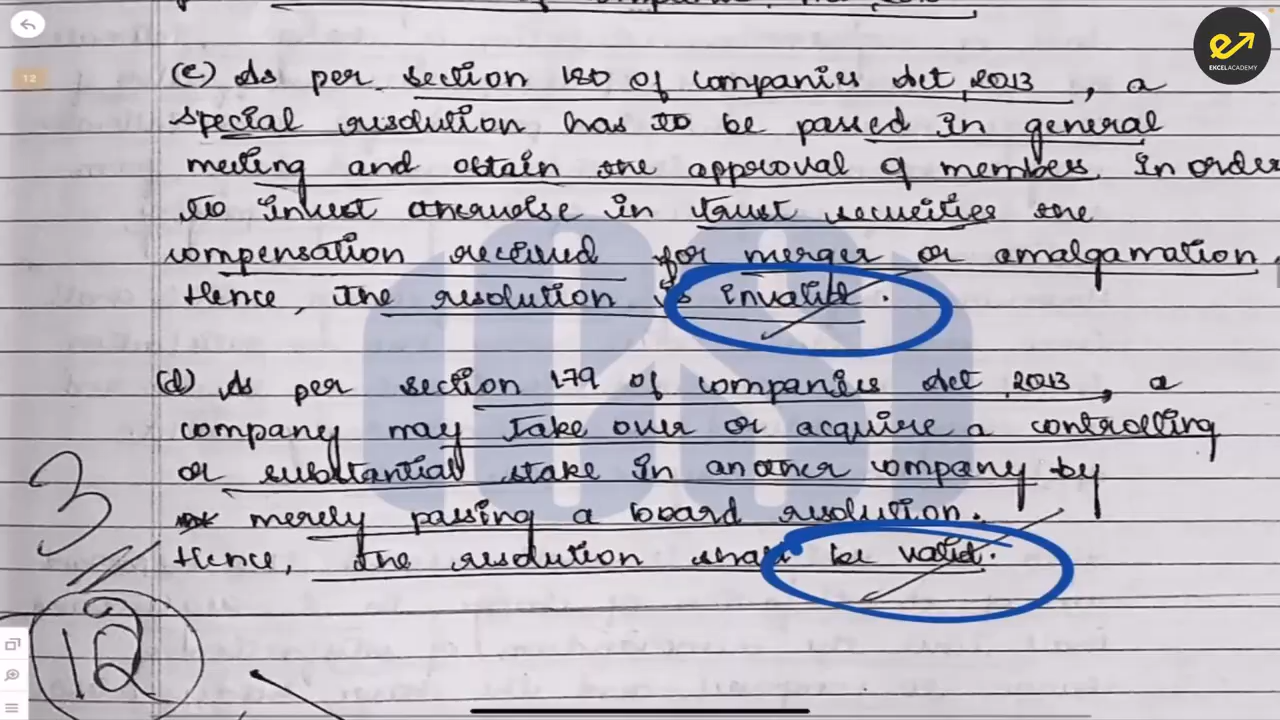 EKCELACADEMY
12
(c) As per section 180 of companies Act, 2013, a
special resolution has to be passed in general
meeting and obtain the approval of members in order
to invest otherwise in trust securities the
compensation received for merger or amalgamation.
Hence, the resolution is invalid.
(d) As per section 179 of companies Act, 2013, a
company may take over or acquire a controlling
or substantial stake in another company by
merely passing a board resolution.
Hence, the resolution shall be valid.
3
12
ICSI